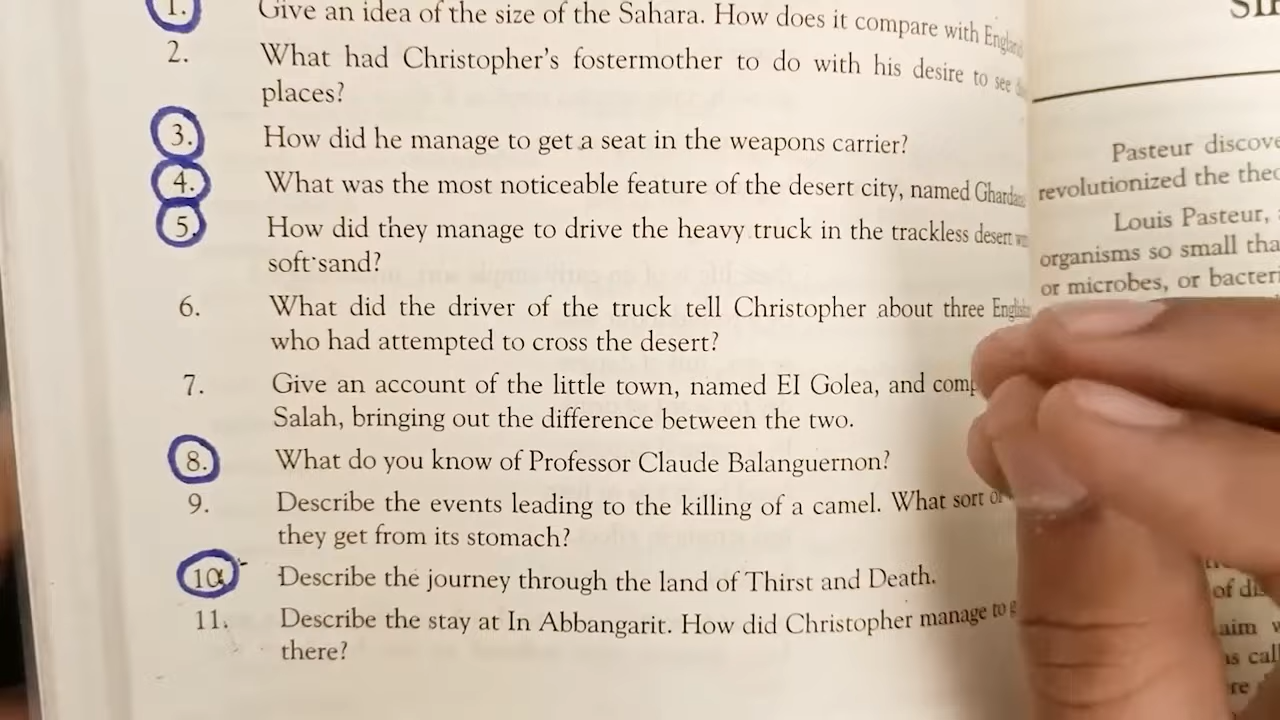 1. Give an idea of the size of the Sahara. How does it compare with England
2. What had Christopher's fostermother to do with his desire to see
places?
3. How did he manage to get a seat in the weapons carrier?
4. What was the most noticeable feature of the desert city, named
5. How did they manage to drive the heavy truck in the trackless desert
soft sand?
6. What did the driver of the truck tell Christopher about three
who had attempted to cross the desert?
7. Give an account of the little town, named EI Golea, and
Salah, bringing out the difference between the two.
8. What do you know of Professor Claude Balanguernon?
9. Describe the events leading to the killing of a camel. What sort
they get from its stomach?
10. Describe the journey through the land of Thirst and Death.
11. Describe the stay at In Abbangarit. How did Christopher manage to
there?
Pasteur
revolutionized the
Louis Pasteur,
organisms so small
or microbes, or
of
aim